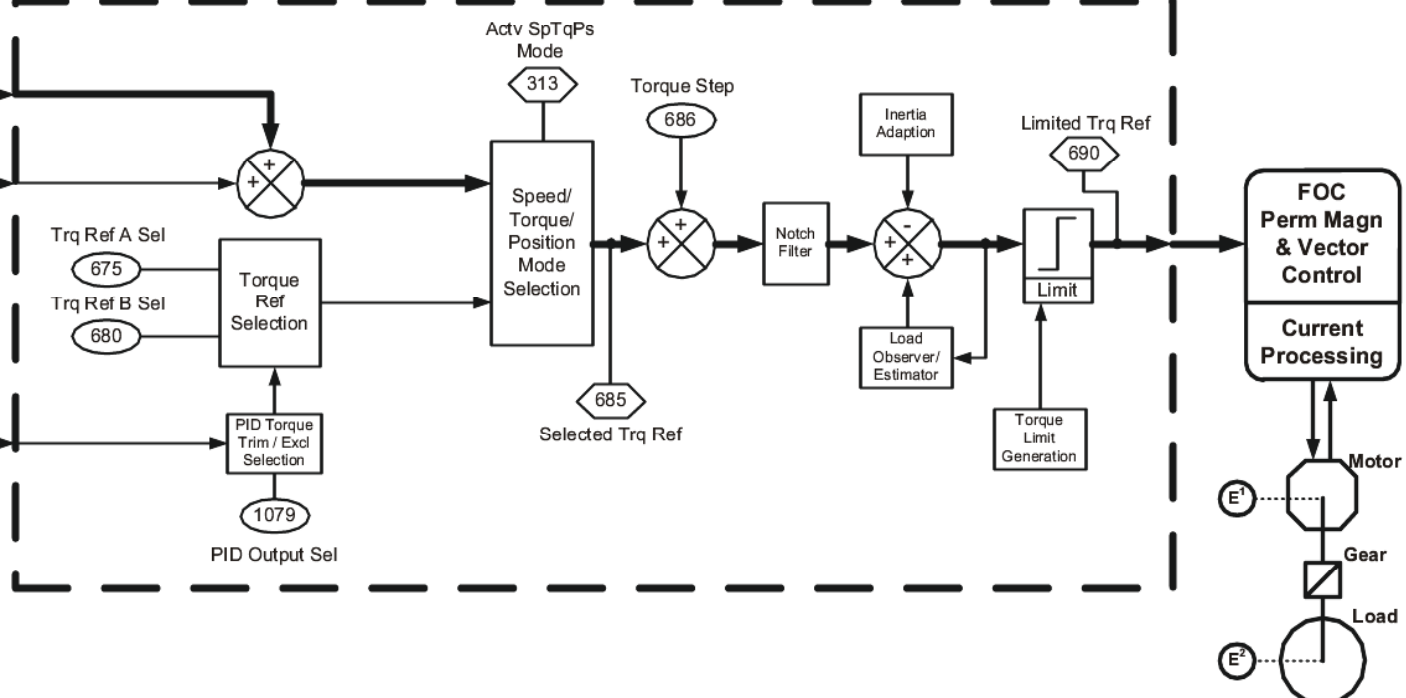 Actv SpTqPs
Mode
313
Torque Step
686
Inertia
Adaption
Limited Trq Ref
690
+
+
Speed/
Torque/
Position
Mode
Selection
+
+
Notch
Filter
-
+
+
Limit
FOC
Perm Magn
& Vector
Control
Current
Processing
Trq Ref A Sel
675
Trq Ref B Sel
680
Torque
Ref
Selection
Load
Observer/
Estimator
685
Selected Trq Ref
Torque
Limit
Generation
PID Torque
Trim / Excl
Selection
1079
PID Output Sel
Motor
E1
Gear
Load
E2